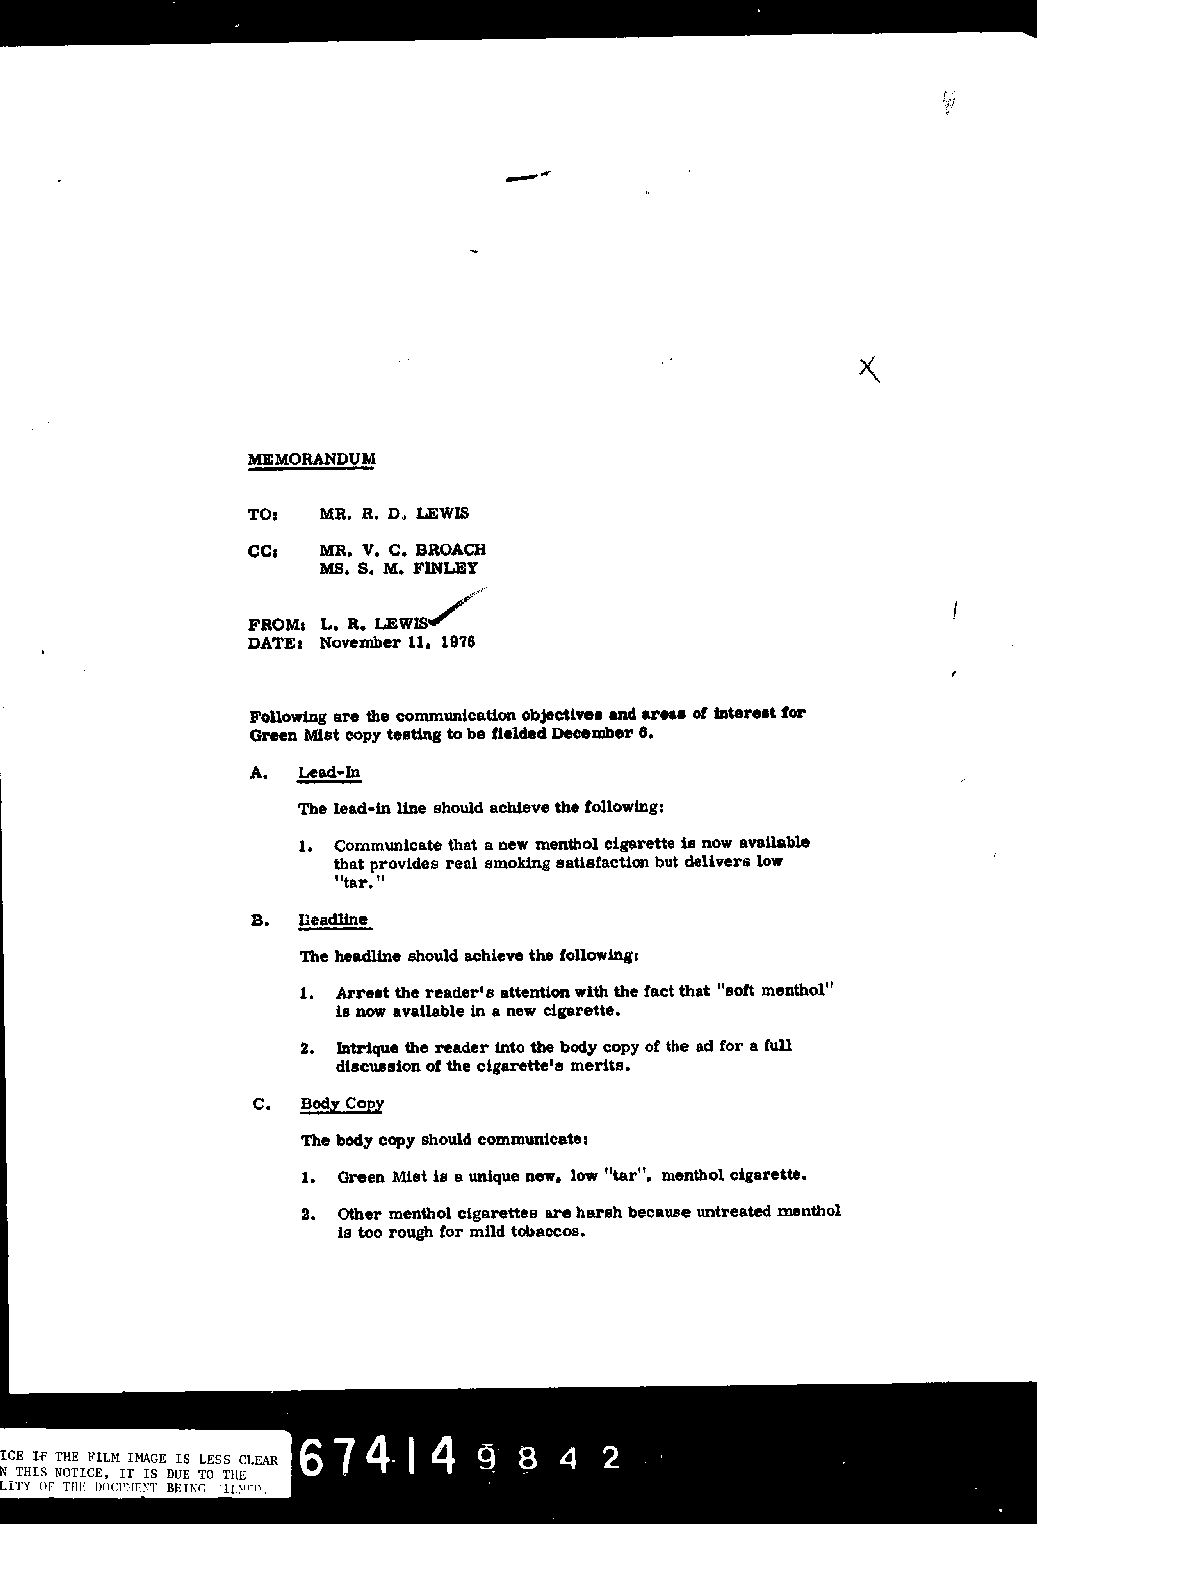 MEMORANDUM
TO: MR. R. D. LEWIS
CC: MR. V. C. BROACH
MS. S. M. FINLEY
FROM: L. R. LEWIS
DATE: November 11, 1976
Following are the communication objectives and areas of interest for
Green Mist copy testing to be fielded December 6.
A. Lead-In
The lead-in line should achieve the following:
1. Communicate that a new menthol cigarette is now available
that provides real smoking satisfaction but delivers low
"tar."
B. Headline
The headline should achieve the following:
1. Arrest the reader's attention with the fact that "soft menthol"
is now available in a new cigarette.
2. Intrique the reader into the body copy of the ad for a full
discussion of the cigarette's merits.
C. Body Copy
The body copy should communicate:
1. Green Mist is a unique new, low "tar", menthol cigarette.
2. Other menthol cigarettes are harsh because untreated menthol
is too rough for mild tobaccos.
ICE IF THE FILM IMAGE IS LESS CLEAR
N THIS NOTICE, IT IS DUE TO THE
LITY OF THE DOCUMENT BEING
67414 9842